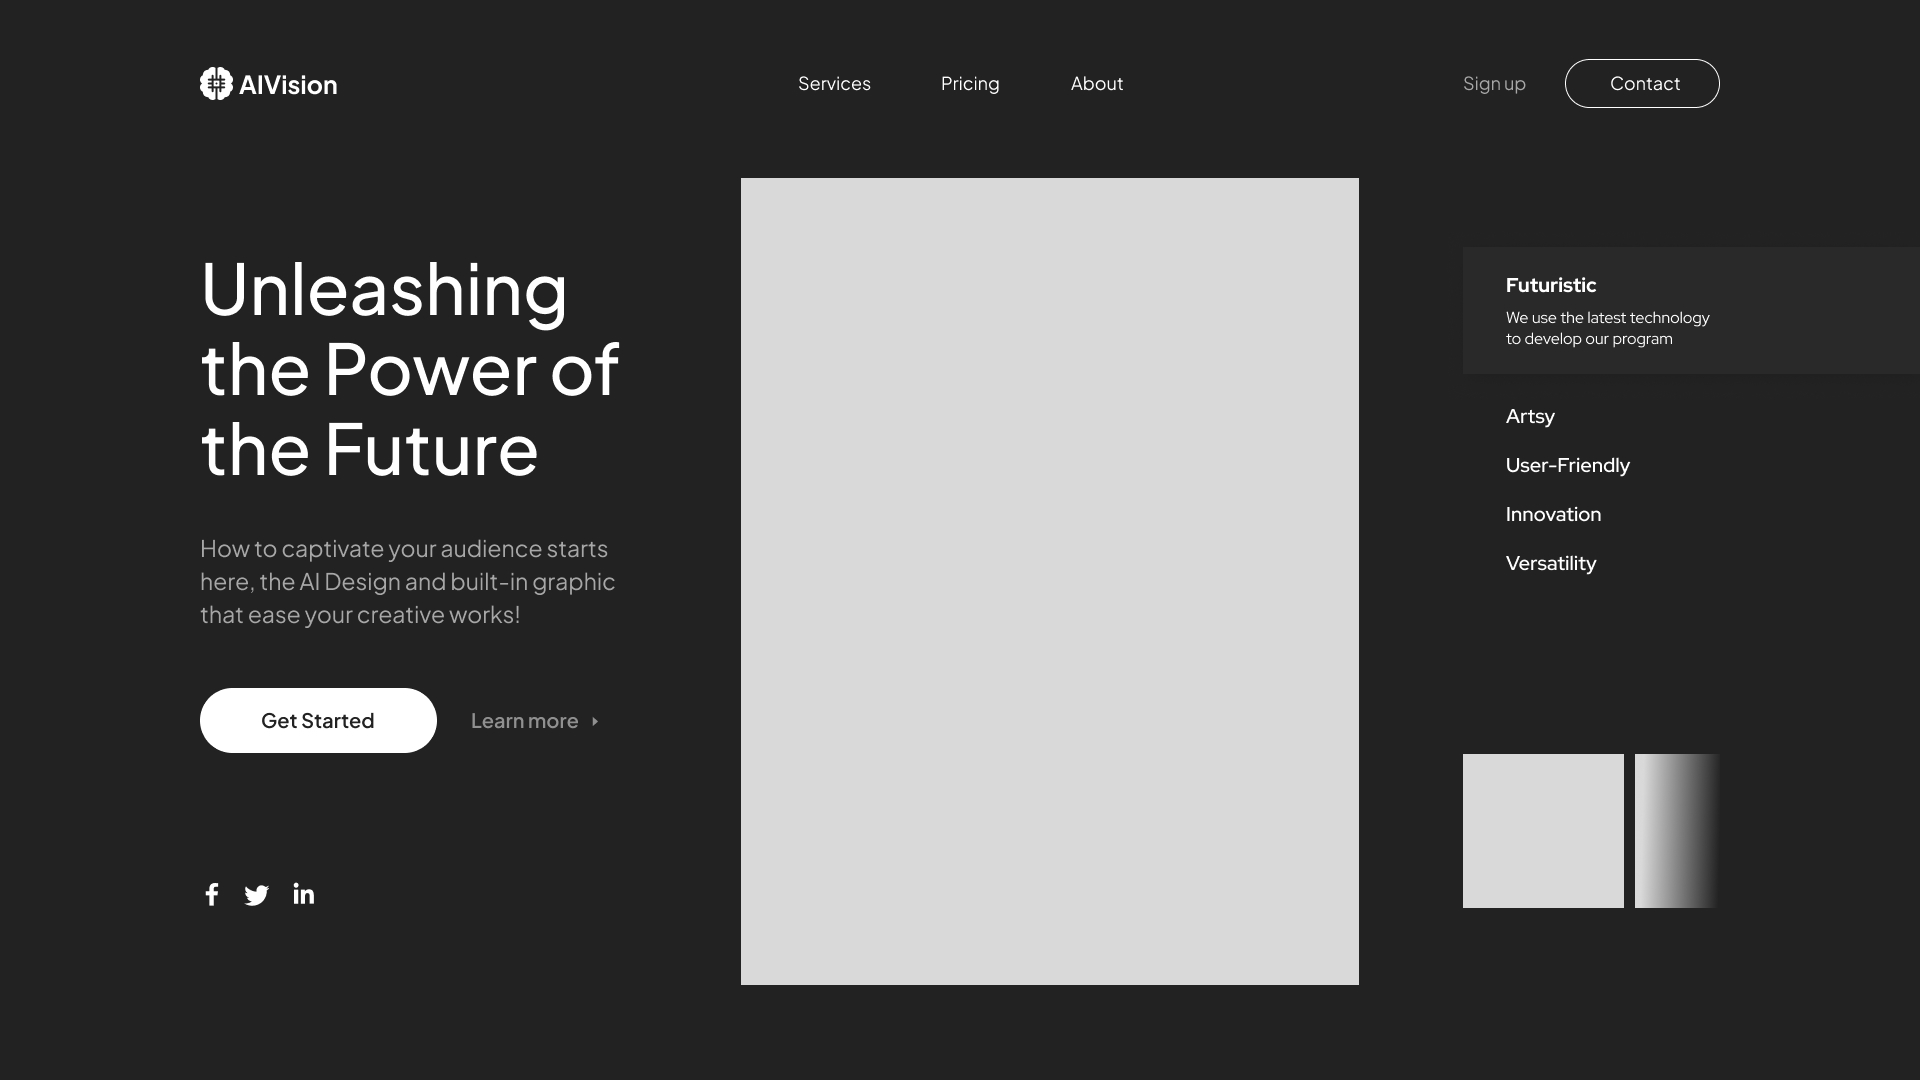 AIVision
Services
Pricing
About
Sign up
Contact
Unleashing
the Power of
the Future
How to captivate your audience starts
here, the AI Design and built-in graphic
that ease your creative works!
Get Started
Learn more
Futuristic
We use the latest technology
to develop our program
Artsy
User-Friendly
Innovation
Versatility